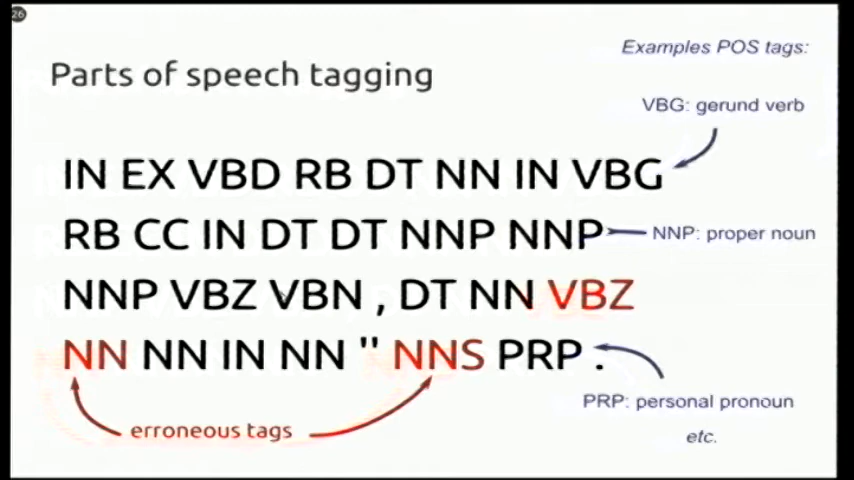 26
Examples POS tags:
Parts of speech tagging
VBG: gerund verb
IN EX VBD RB DT NN IN VBG
RB CC IN DT DT NNP NNP
NNP: proper noun
NNP VBZ VBN , DT NN VBZ
NN NN IN NN " NNS PRP .
PRP: personal pronoun
erroneous tags
etc.